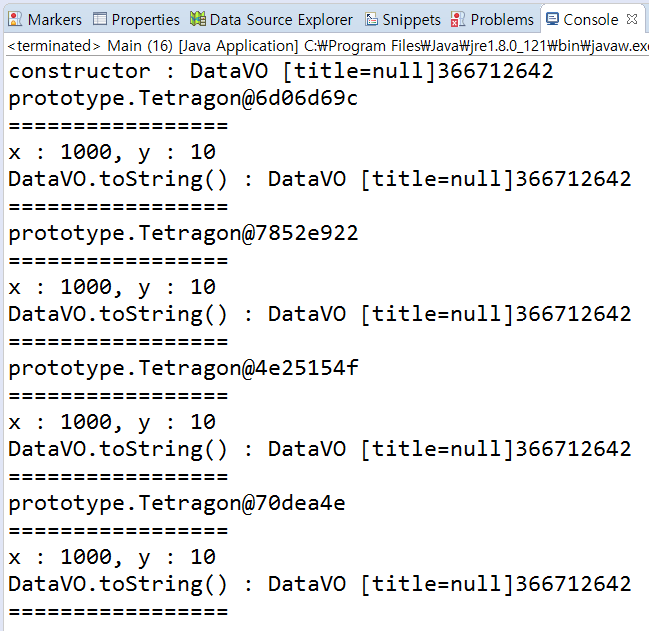 Markers Properties Data Source Explorer Snippets Problems Console
<terminated> Main (16) [Java Application] C:₩Program Files₩Java₩jre1.8.0_121₩bin₩javaw.exe
constructor : DataVO [title=null]366712642
prototype.Tetragon@6d06d69c
=================
x : 1000, y : 10
DataVO.toString() : DataVO [title=null]366712642
=================
prototype.Tetragon@7852e922
=================
x : 1000, y : 10
DataVO.toString() : DataVO [title=null]366712642
=================
prototype.Tetragon@4e25154f
=================
x : 1000, y : 10
DataVO.toString() : DataVO [title=null]366712642
=================
prototype.Tetragon@70dea4e
=================
x : 1000, y : 10
DataVO.toString() : DataVO [title=null]366712642
=================